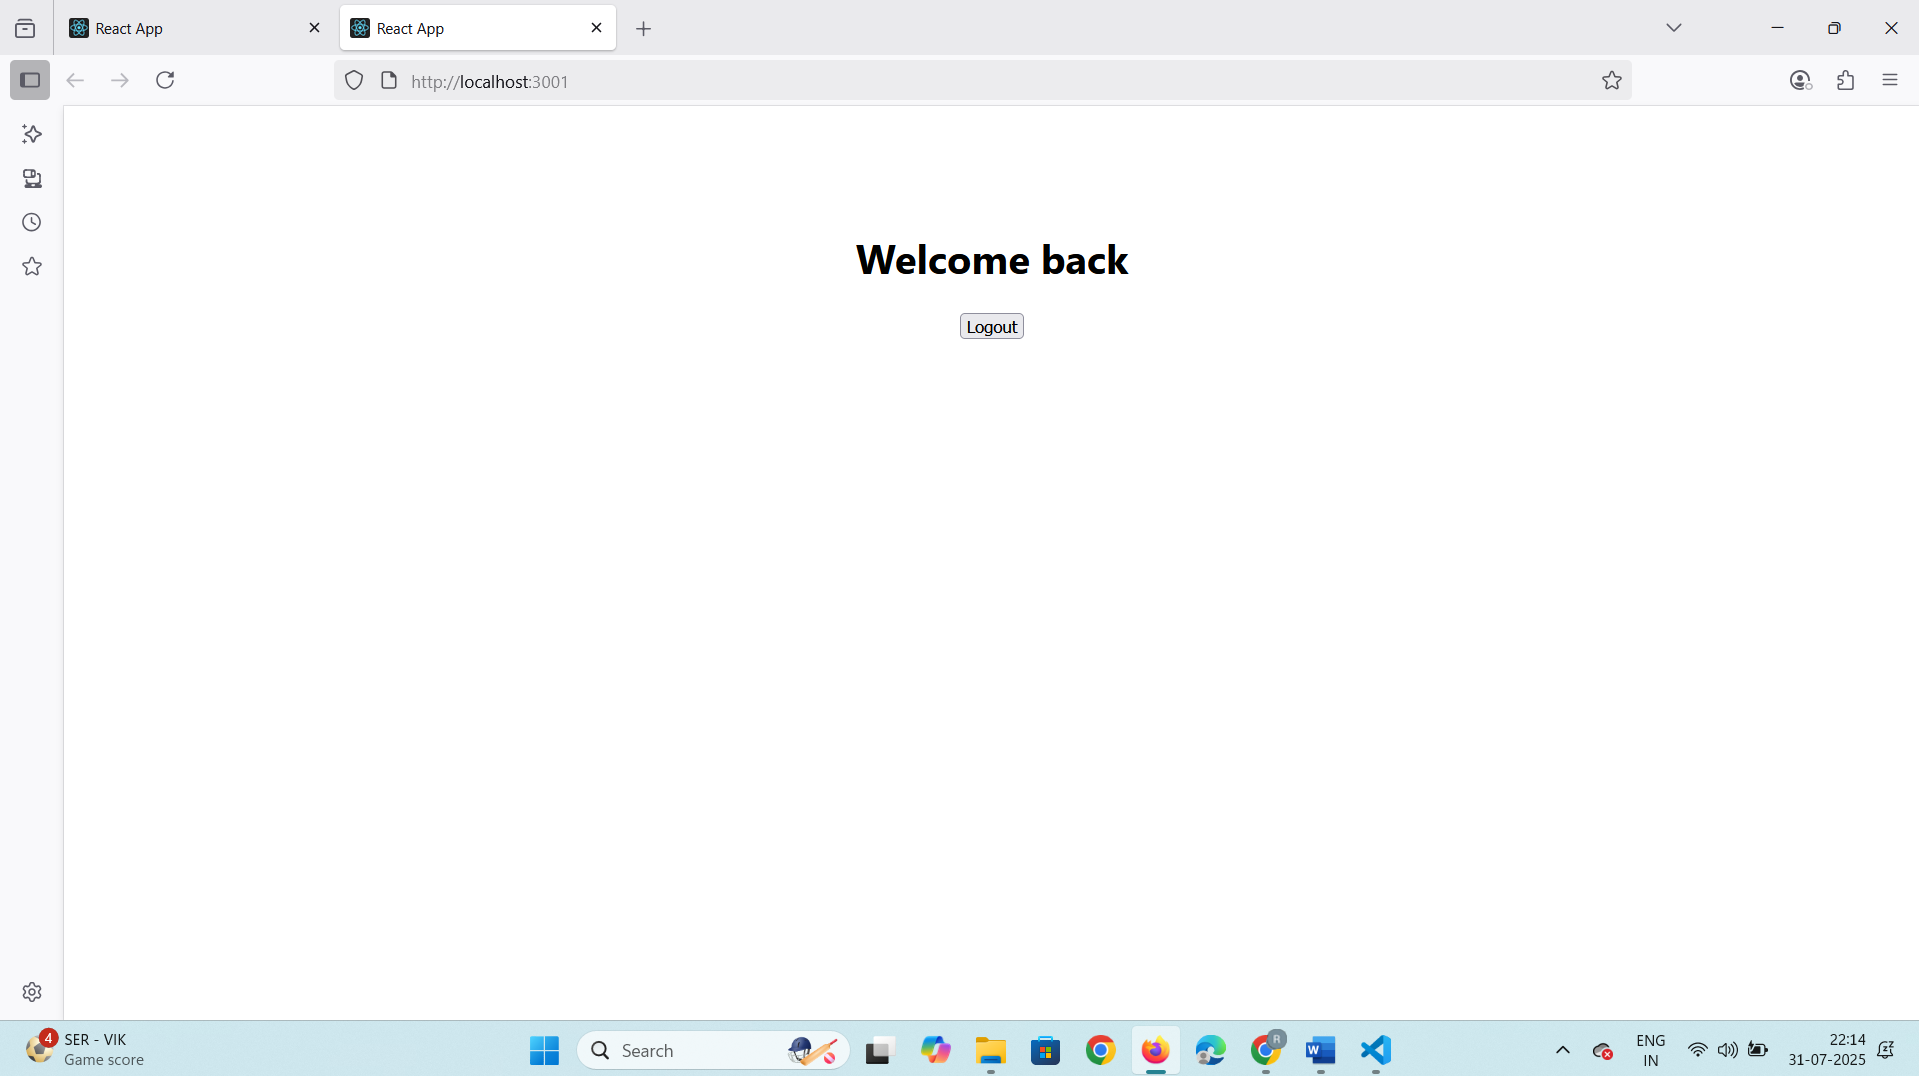 React App
React App
http://localhost:3001
Welcome back
Logout
4
SER - VIK
Game score
Search
R
W
ENG
IN
22:14
31-07-2025